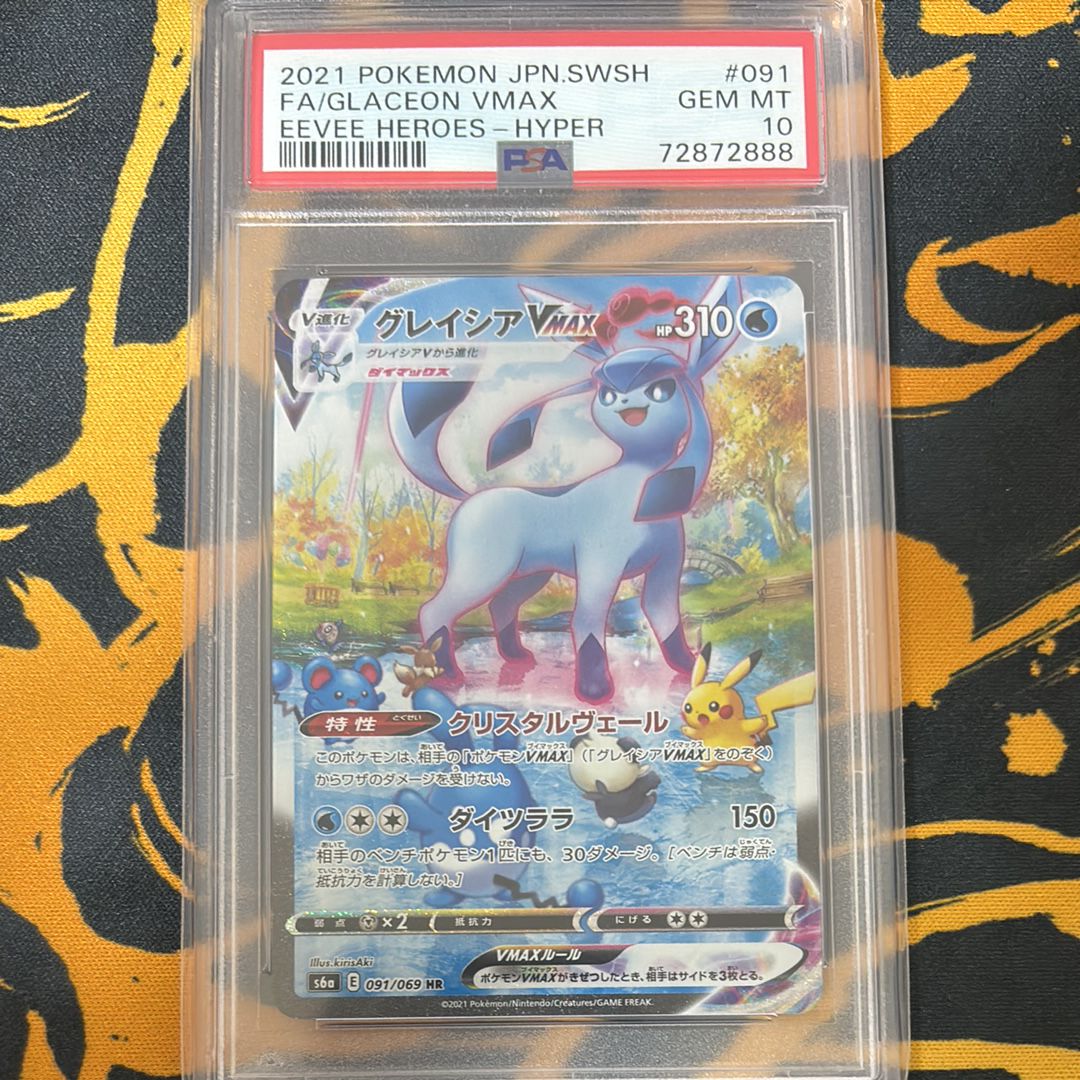 2021 POKEMON JPN.SWSH #091
FA/GLACEON VMAX GEM MT
EEVEE HEROES-HYPER 10
PSA 72872888
V進化 グレイシアVMAX HP310
グレイシアVから進化
ダイマックス
特性 とくせい クリスタルヴェール
このポケモンは、相手の「ポケモンVMAX」(「グレイシアVMAX」をのぞく)
からワザのダメージを受けない。
ダイツララ 150
相手のベンチポケモン1匹にも、30ダメージ。[ベンチは弱点・
抵抗力を計算しない。]
弱点 ×2 抵抗力 にげる
Illus.kirisAki
VMAXルール
ポケモンVMAXがきぜつしたとき、相手はサイドを3枚とる。
s6a E 091/069 HR
©2021 Pokémon/Nintendo/Creatures/GAME FREAK.